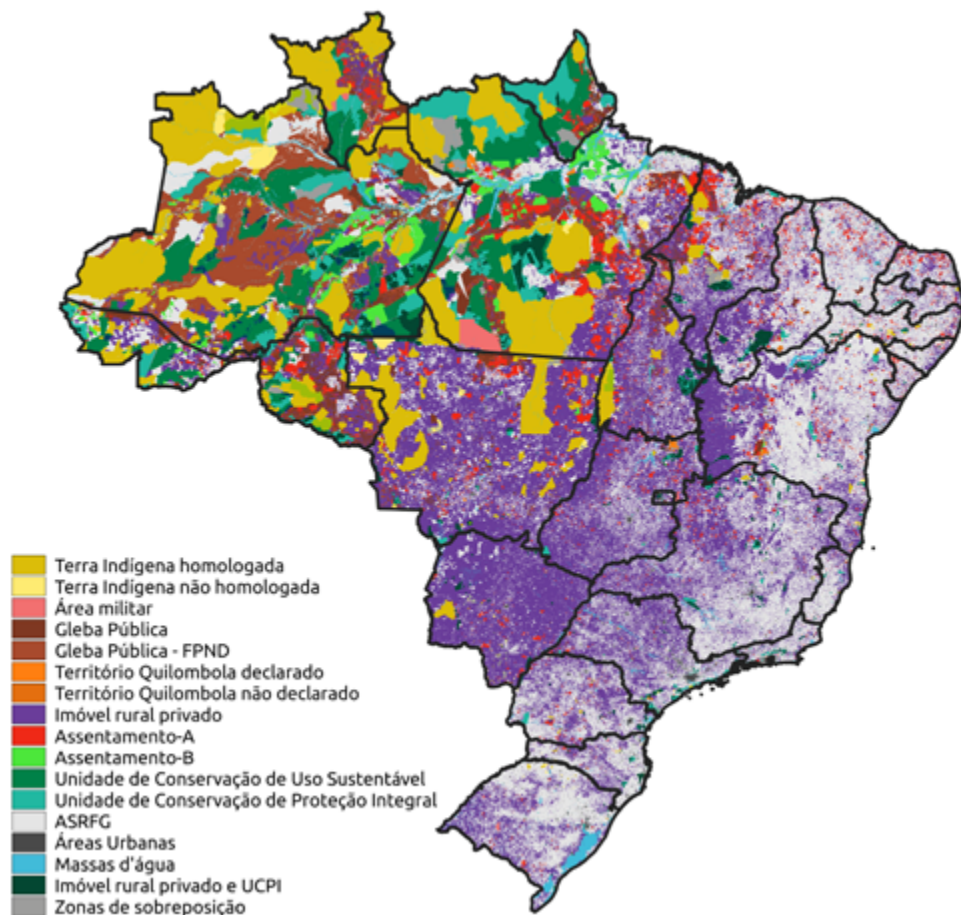 Terra Indígena homologada
Terra Indígena não homologada
Área militar
Gleba Pública
Gleba Pública - FPND
Território Quilombola declarado
Território Quilombola não declarado
Imóvel rural privado
Assentamento-A
Assentamento-B
Unidade de Conservação de Uso Sustentável
Unidade de Conservação de Proteção Integral
ASRFG
Áreas Urbanas
Massas d'água
Imóvel rural privado e UCPI
Zonas de sobreposição